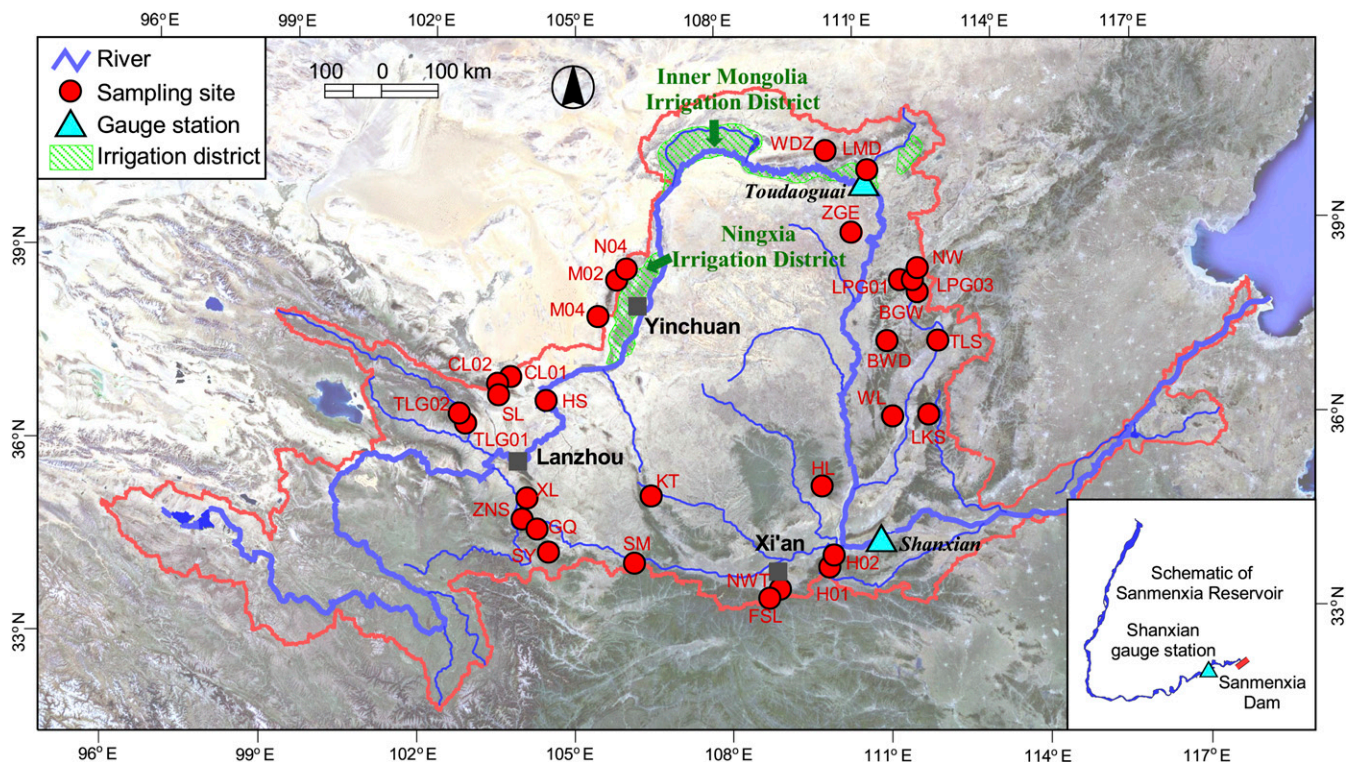 96° E
99° E
102° E
105° E
108° E
111° E
114° E
117° E
River
Sampling site
Gauge station
Irrigation district
100 0 100 km
Inner Mongolia
Irrigation District
WDZ
LMD
Toudaoguai
ZGE
39° N
39° N
N04
Ningxia
Irrigation District
NW
M02
LPG01
LPG03
BGW
M04
Yinchuan
BWD
TLS
CL02
CL01
SL
HS
WL
LKS
TLG02
TLG01
36° N
36° N
Lanzhou
KT
HL
XL
ZNS
GQ
SY
SM
Xi'an
Shanxian
H02
NWT
H01
FSL
33° N
33° N
Schematic of
Sanmenxia Reservoir
Shanxian
gauge station
Sanmenxia
Dam
96° E
99° E
102° E
105° E
108° E
111° E
114° E
117° E